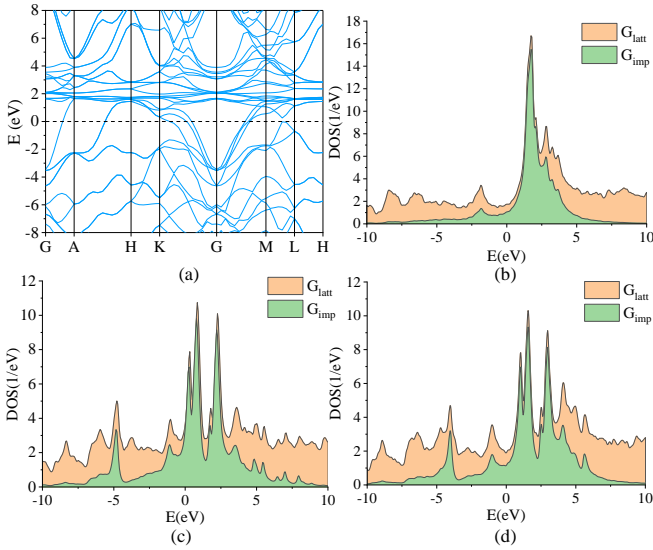 8
6
4
2
0
-2
-4
-6
-8
E (eV)
G A H K G M L H
(a)
18
16
14
12
10
8
6
4
2
0
DOS(1/eV)
G_latt
G_imp
-10 -5 0 5 10
E(eV)
(b)
12
10
8
6
4
2
0
DOS(1/eV)
G_latt
G_imp
-10 -5 0 5 10
E(eV)
(c)
12
10
8
6
4
2
0
DOS(1/eV)
G_latt
G_imp
-10 -5 0 5 10
E(eV)
(d)